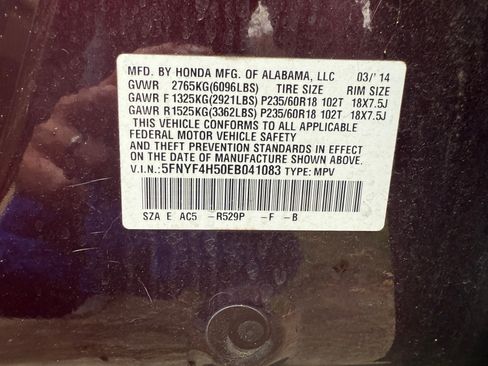 MFD. BY HONDA MFG. OF ALABAMA, LLC 03/'14
GVWR 2765KG(6096LBS) TIRE SIZE RIM SIZE
GAWR F 1325KG(2921LBS) P235/60R18 102T 18X7.5J
GAWR R 1525KG(3362LBS) P235/60R18 102T 18X7.5J
THIS VEHICLE CONFORMS TO ALL APPLICABLE
FEDERAL MOTOR VEHICLE SAFETY
AND THEFT PREVENTION STANDARDS IN EFFECT
ON THE DATE OF MANUFACTURE SHOWN ABOVE.
V.I.N.: 5FNYF4H50EB041083 TYPE: MPV
SZA E AC5 -R529P -F -B